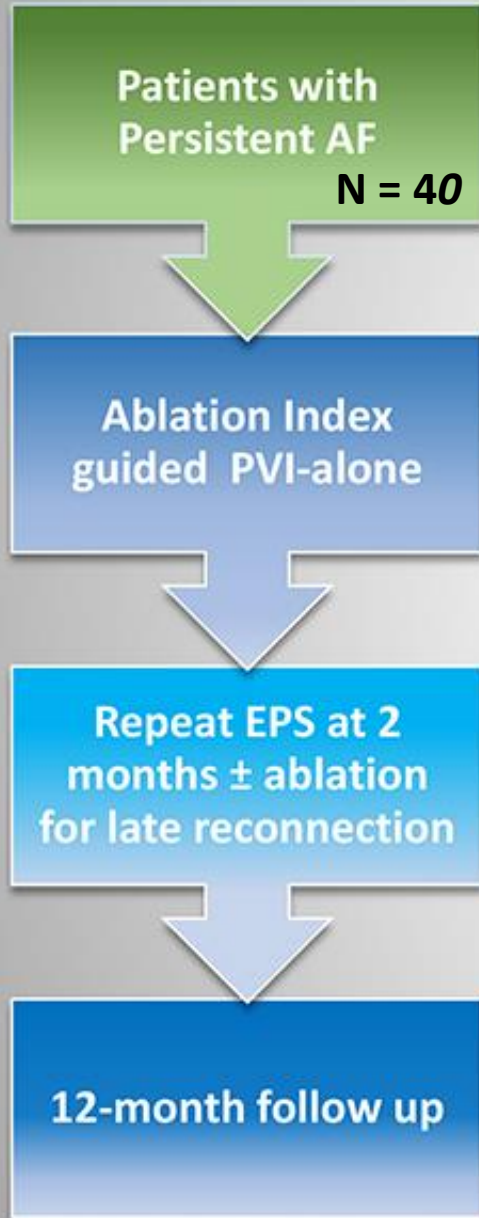 Patients with
Persistent AF
N = 40
Ablation Index
guided PVI-alone
Repeat EPS at 2
months ± ablation
for late reconnection
12-month follow up